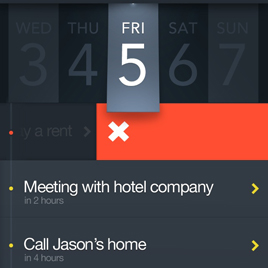 WED THU FRI SAT SUN
3 4 5 6 7
y a rent
Meeting with hotel company
in 2 hours
Call Jason's home
in 4 hours